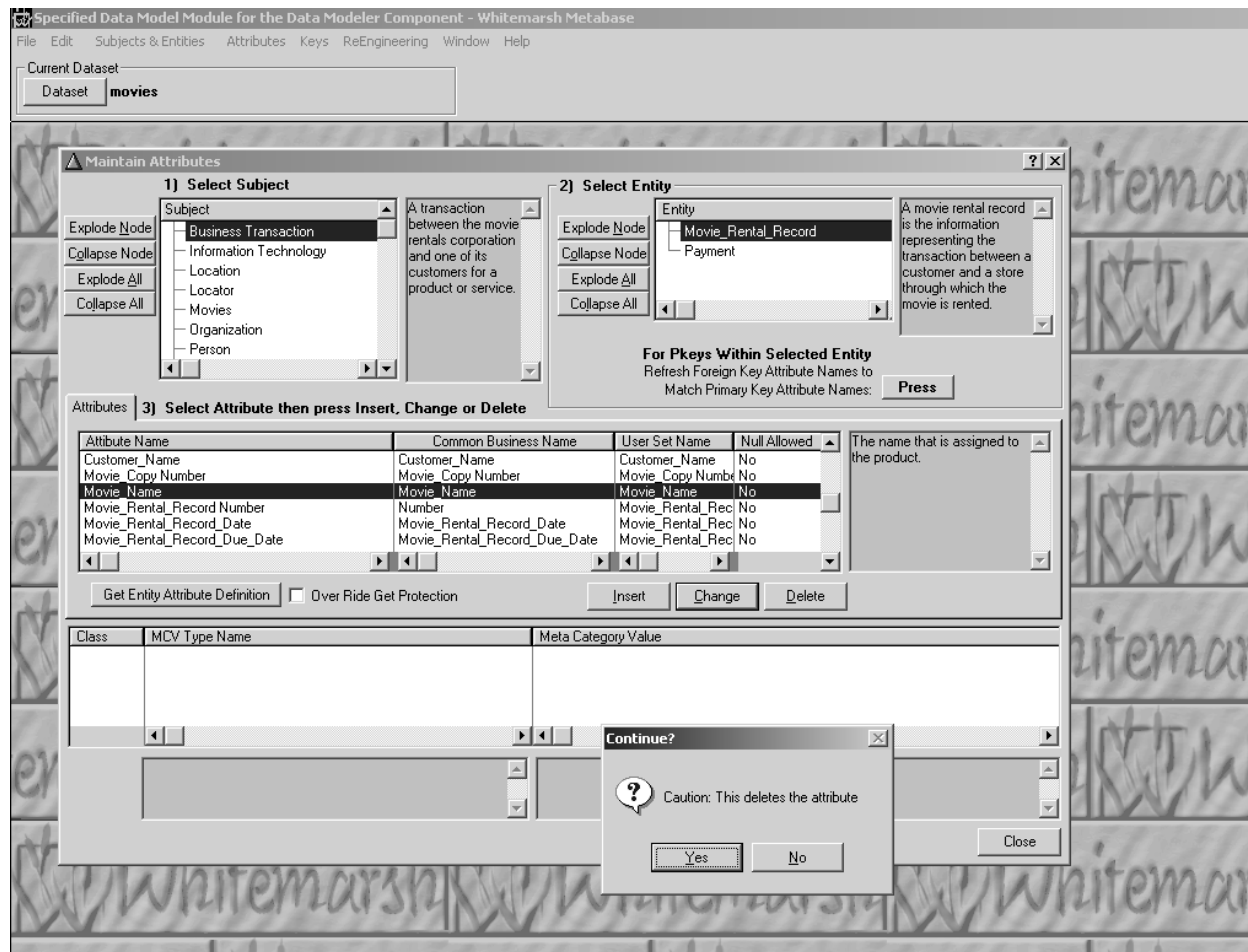 Specified Data Model Module for the Data Modeler Component - Whitemarsh Metabase
File Edit Subjects & Entities Attributes Keys ReEngineering Window Help
Current Dataset
Dataset movies
Maintain Attributes
1) Select Subject
Explode Node
Collapse Node
Explode All
Collapse All
Subject
Business Transaction
Information Technology
Location
Locator
Movies
Organization
Person
A transaction
between the movie
rentals corporation
and one of its
customers for a
product or service.
2) Select Entity
Explode Node
Collapse Node
Explode All
Collapse All
Entity
Movie_Rental_Record
Payment
A movie rental record
is the information
representing the
transaction between a
customer and a store
through which the
movie is rented.
For Pkeys Within Selected Entity
Refresh Foreign Key Attribute Names to
Match Primary Key Attribute Names: Press
Attributes 3) Select Attribute then press Insert, Change or Delete
Attibute Name Common Business Name User Set Name Null Allowed
Customer_Name Customer_Name Customer_Name No
Movie_Copy Number Movie_Copy Number Movie_Copy Numbe No
Movie_Name Movie_Name Movie_Name No
Movie_Rental_Record Number Number Movie_Rental_Rec No
Movie_Rental_Record_Date Movie_Rental_Record_Date Movie_Rental_Rec No
Movie_Rental_Record_Due_Date Movie_Rental_Record_Due_Date Movie_Rental_Rec No
The name that is assigned to
the product.
Get Entity Attribute Definition Over Ride Get Protection Insert Change Delete
Class MCV Type Name Meta Category Value
Continue?
Caution: This deletes the attribute
Yes No
Close
Whitemarsh Whitemarsh